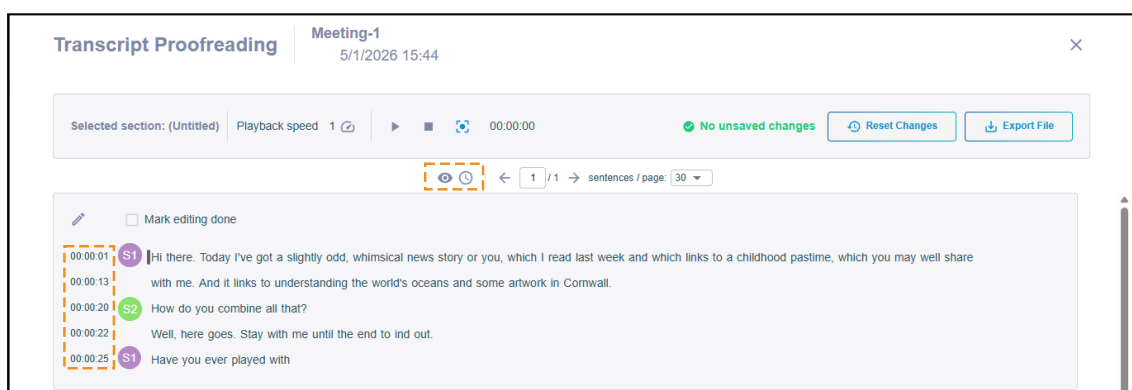 Transcript Proofreading
Meeting-1
5/1/2026 15:44
Selected section: (Untitled) Playback speed 1 00:00:00 No unsaved changes Reset Changes Export File
1 / 1 sentences / page: 30
Mark editing done
00:00:01 S1 Hi there. Today I've got a slightly odd, whimsical news story or you, which I read last week and which links to a childhood pastime, which you may well share
00:00:13 with me. And it links to understanding the world's oceans and some artwork in Cornwall.
00:00:20 S2 How do you combine all that?
00:00:22 Well, here goes. Stay with me until the end to ind out.
00:00:25 S1 Have you ever played with